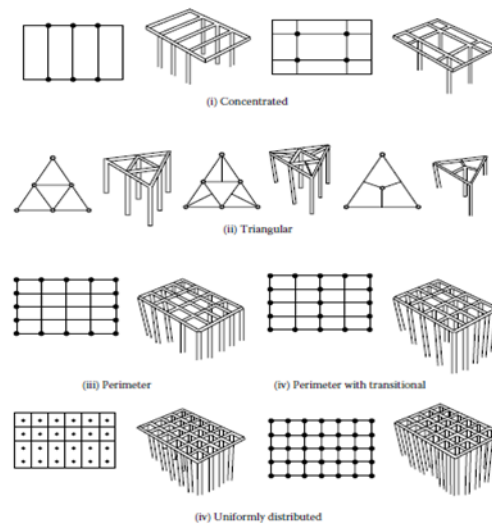 (i) Concentrated
(ii) Triangular
(iii) Perimeter
(iv) Perimeter with transitional
(iv) Uniformly distributed